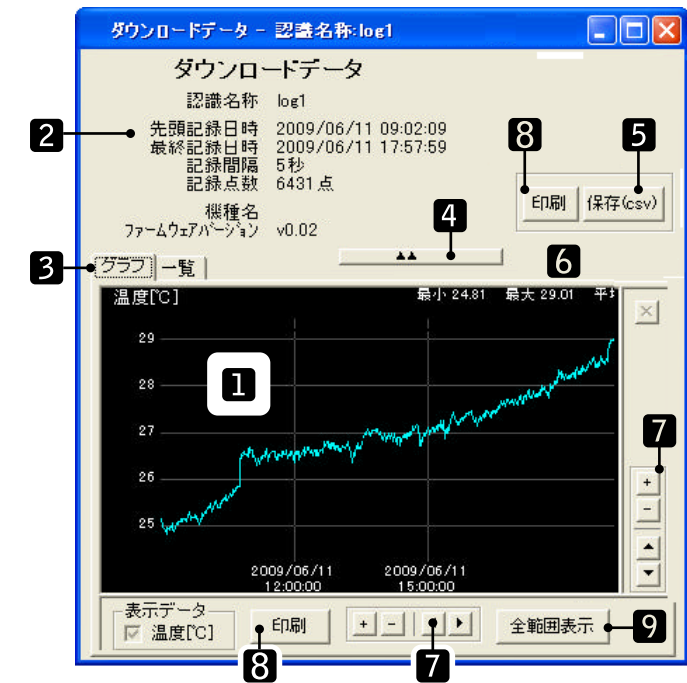 ダウンロードデータ - 認識名称:log1
ダウンロードデータ
認識名称 log1
2 先頭記録日時 2009/06/11 09:02:09
最終記録日時 2009/06/11 17:57:59
記録間隔 5秒
記録点数 6431点
機種名
ファームウェアバージョン v0.02
8 5
印刷 保存(csv)
4
▲▲
6
3 グラフ 一覧
温度[℃] 最小 24.81 最大 29.01 平
×
29
1
28
27
7
26
+
-
25
▲
▼
2009/06/11 2009/06/11
12:00:00 15:00:00
表示データ
温度[℃] 印刷 + - ▶ 全範囲表示 9
8 7